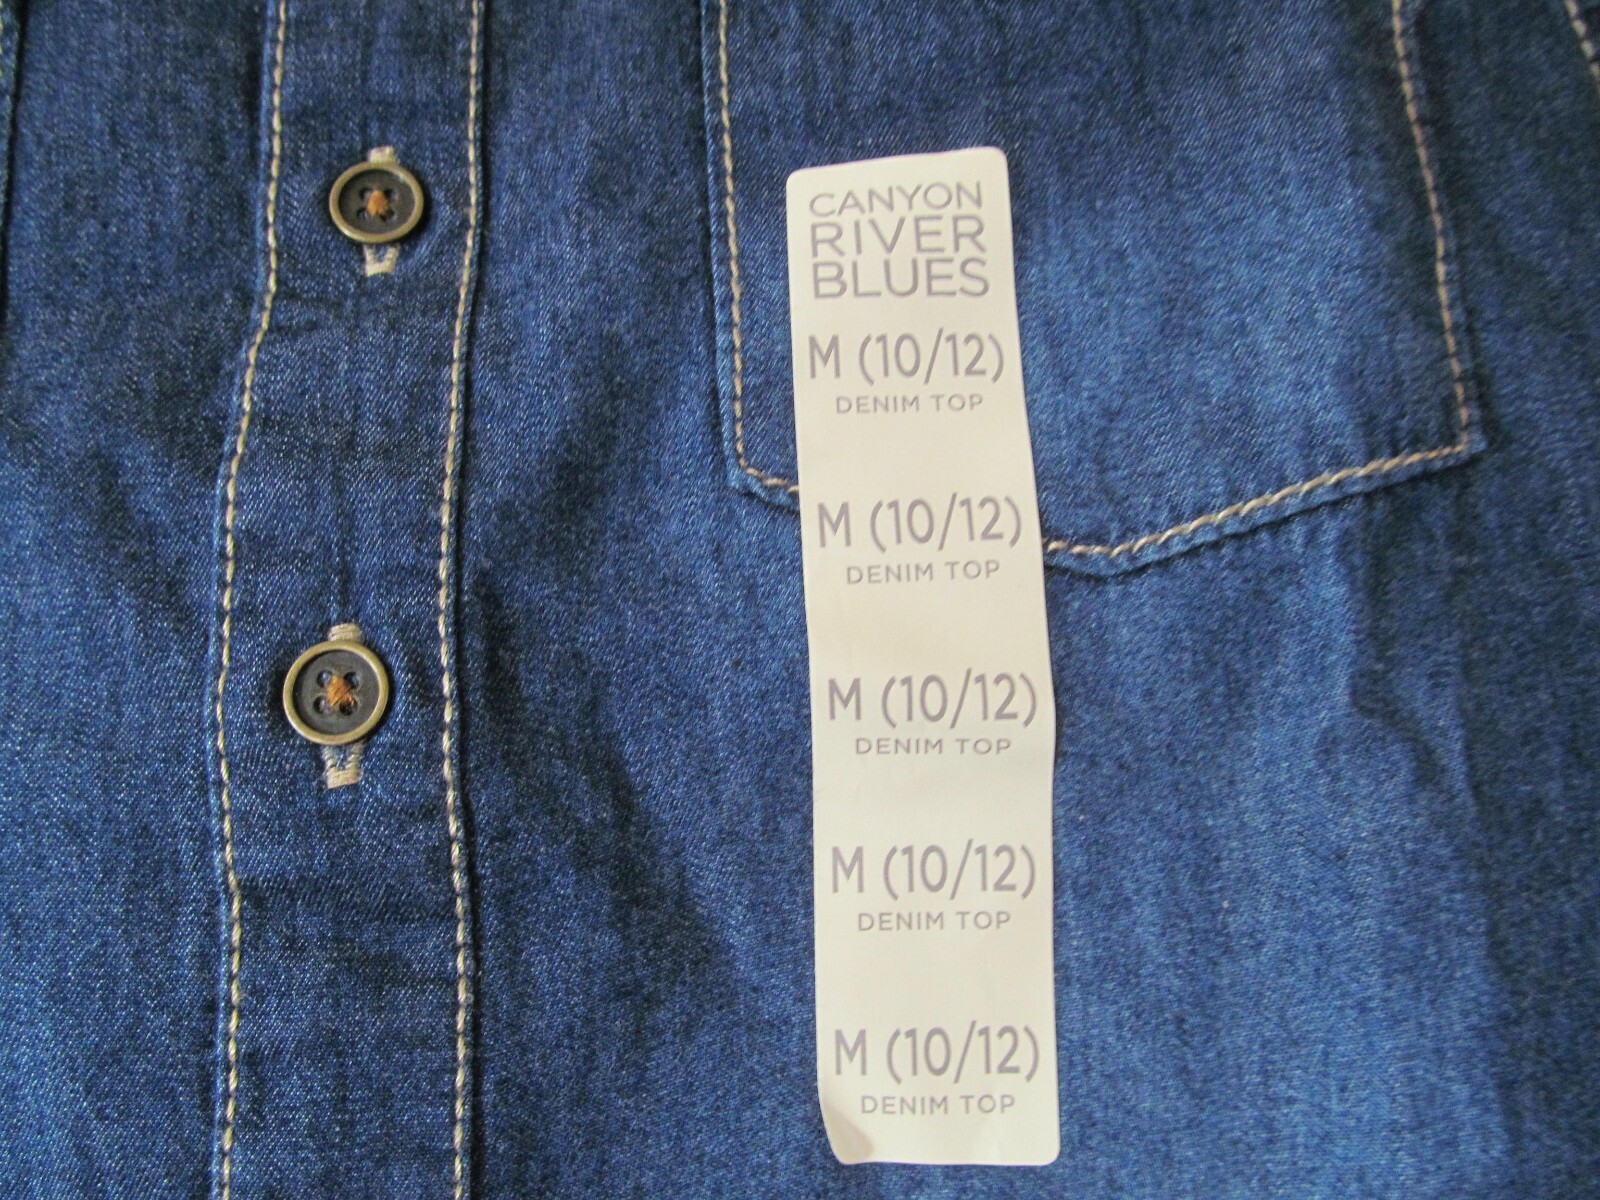 CANYON
RIVER
BLUES
M (10/12)
DENIM TOP
M (10/12)
DENIM TOP
M (10/12)
DENIM TOP
M (10/12)
DENIM TOP
M (10/12)
DENIM TOP